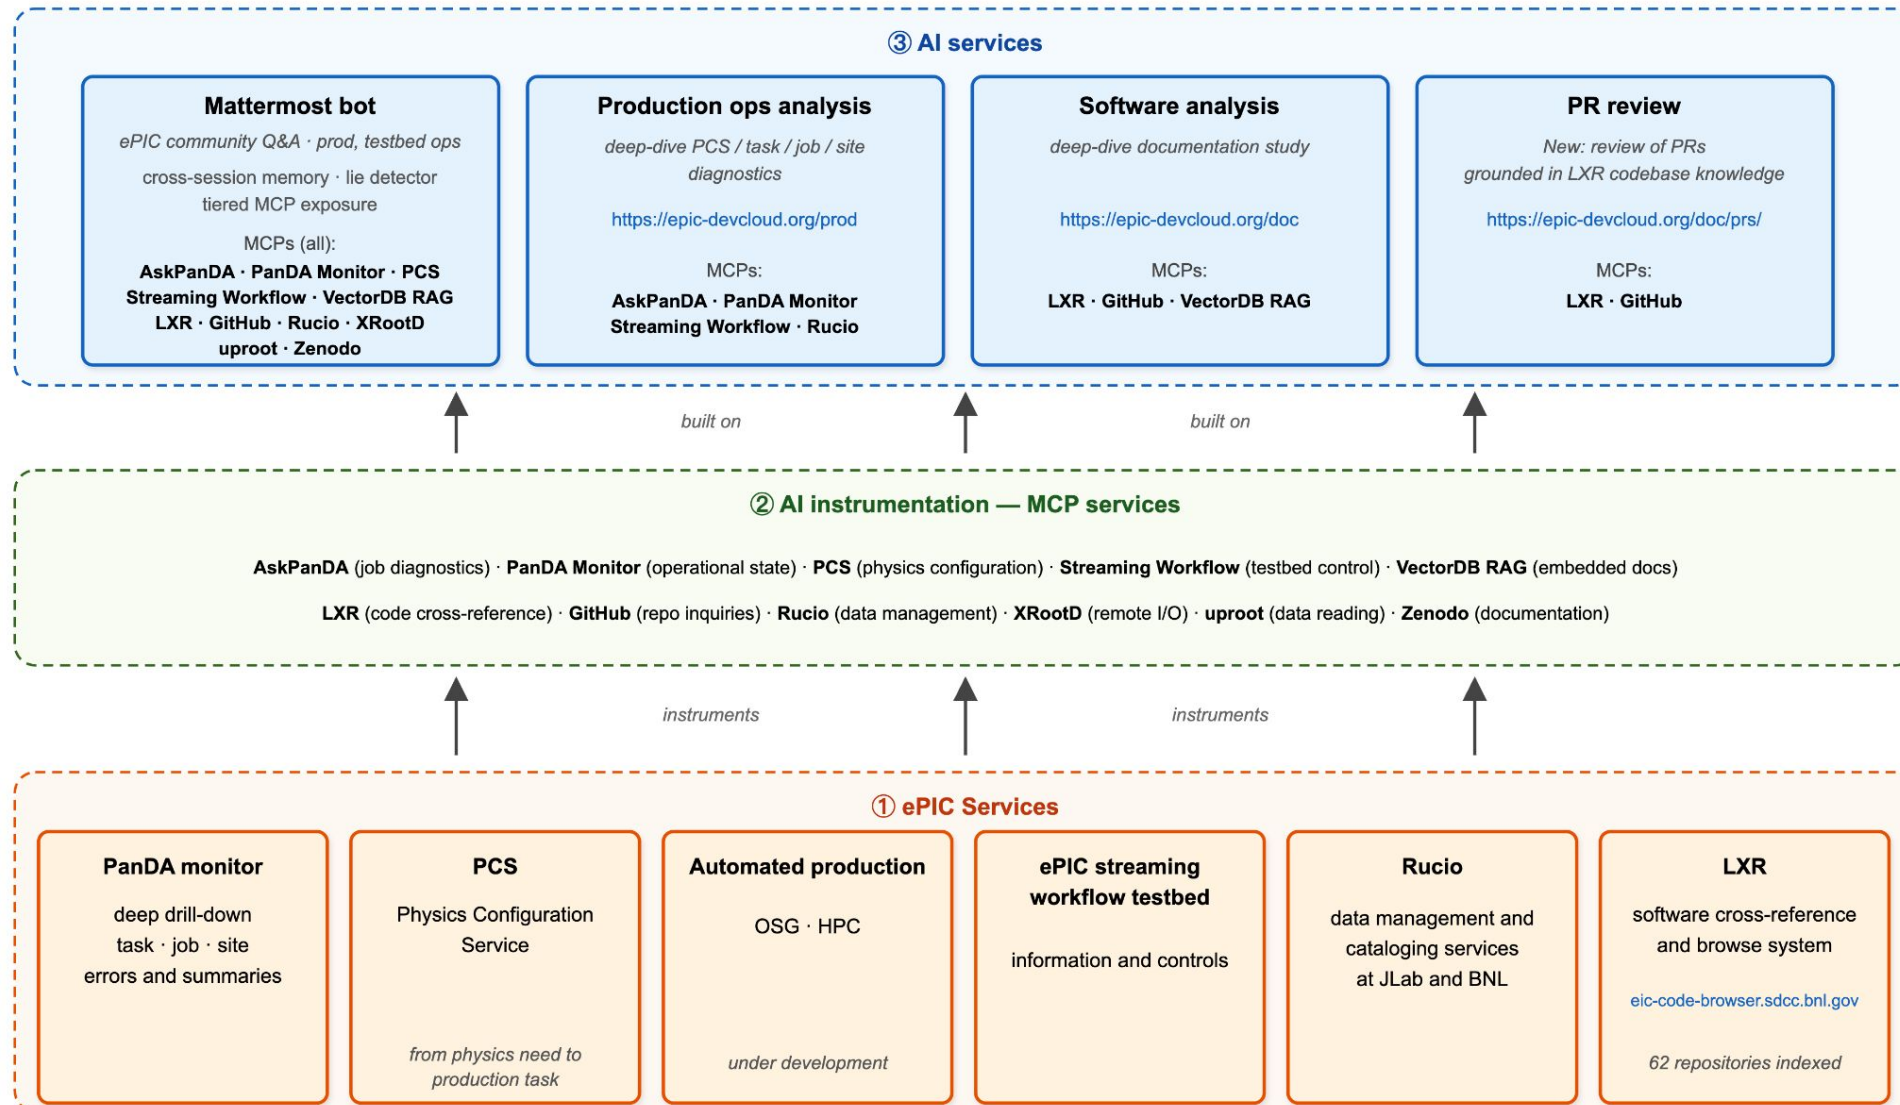 ③ AI services
Mattermost bot
ePIC community Q&A · prod, testbed ops
cross-session memory · lie detector
tiered MCP exposure
MCPs (all):
AskPanDA · PanDA Monitor · PCS
Streaming Workflow · VectorDB RAG
LXR · GitHub · Rucio · XRootD
uproot · Zenodo
Production ops analysis
deep-dive PCS / task / job / site
diagnostics
https://epic-devcloud.org/prod
MCPs:
AskPanDA · PanDA Monitor
Streaming Workflow · Rucio
Software analysis
deep-dive documentation study
https://epic-devcloud.org/doc
MCPs:
LXR · GitHub · VectorDB RAG
PR review
New: review of PRs
grounded in LXR codebase knowledge
https://epic-devcloud.org/doc/prs/
MCPs:
LXR · GitHub
built on
built on
② AI instrumentation — MCP services
AskPanDA (job diagnostics) · PanDA Monitor (operational state) · PCS (physics configuration) · Streaming Workflow (testbed control) · VectorDB RAG (embedded docs)
LXR (code cross-reference) · GitHub (repo inquiries) · Rucio (data management) · XRootD (remote I/O) · uproot (data reading) · Zenodo (documentation)
instruments
instruments
① ePIC Services
PanDA monitor
deep drill-down
task · job · site
errors and summaries
PCS
Physics Configuration
Service
from physics need to
production task
Automated production
OSG · HPC
under development
ePIC streaming
workflow testbed
information and controls
Rucio
data management and
cataloging services
at JLab and BNL
LXR
software cross-reference
and browse system
eic-code-browser.sdcc.bnl.gov
62 repositories indexed